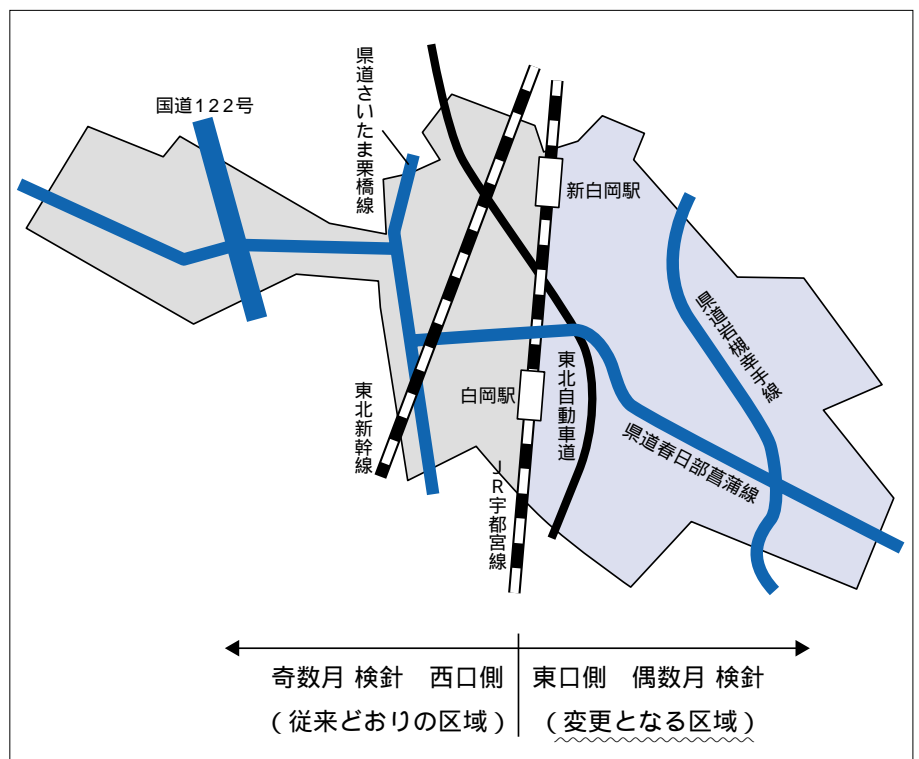 県道さいたま栗橋線
国道122号
新白岡駅
県道岩槻幸手線
東北自動車道
白岡駅
東北新幹線
県道春日部菖蒲線
JR宇都宮線
奇数月 検針 西口側
東口側 偶数月 検針
(従来どおりの区域)
(変更となる区域)